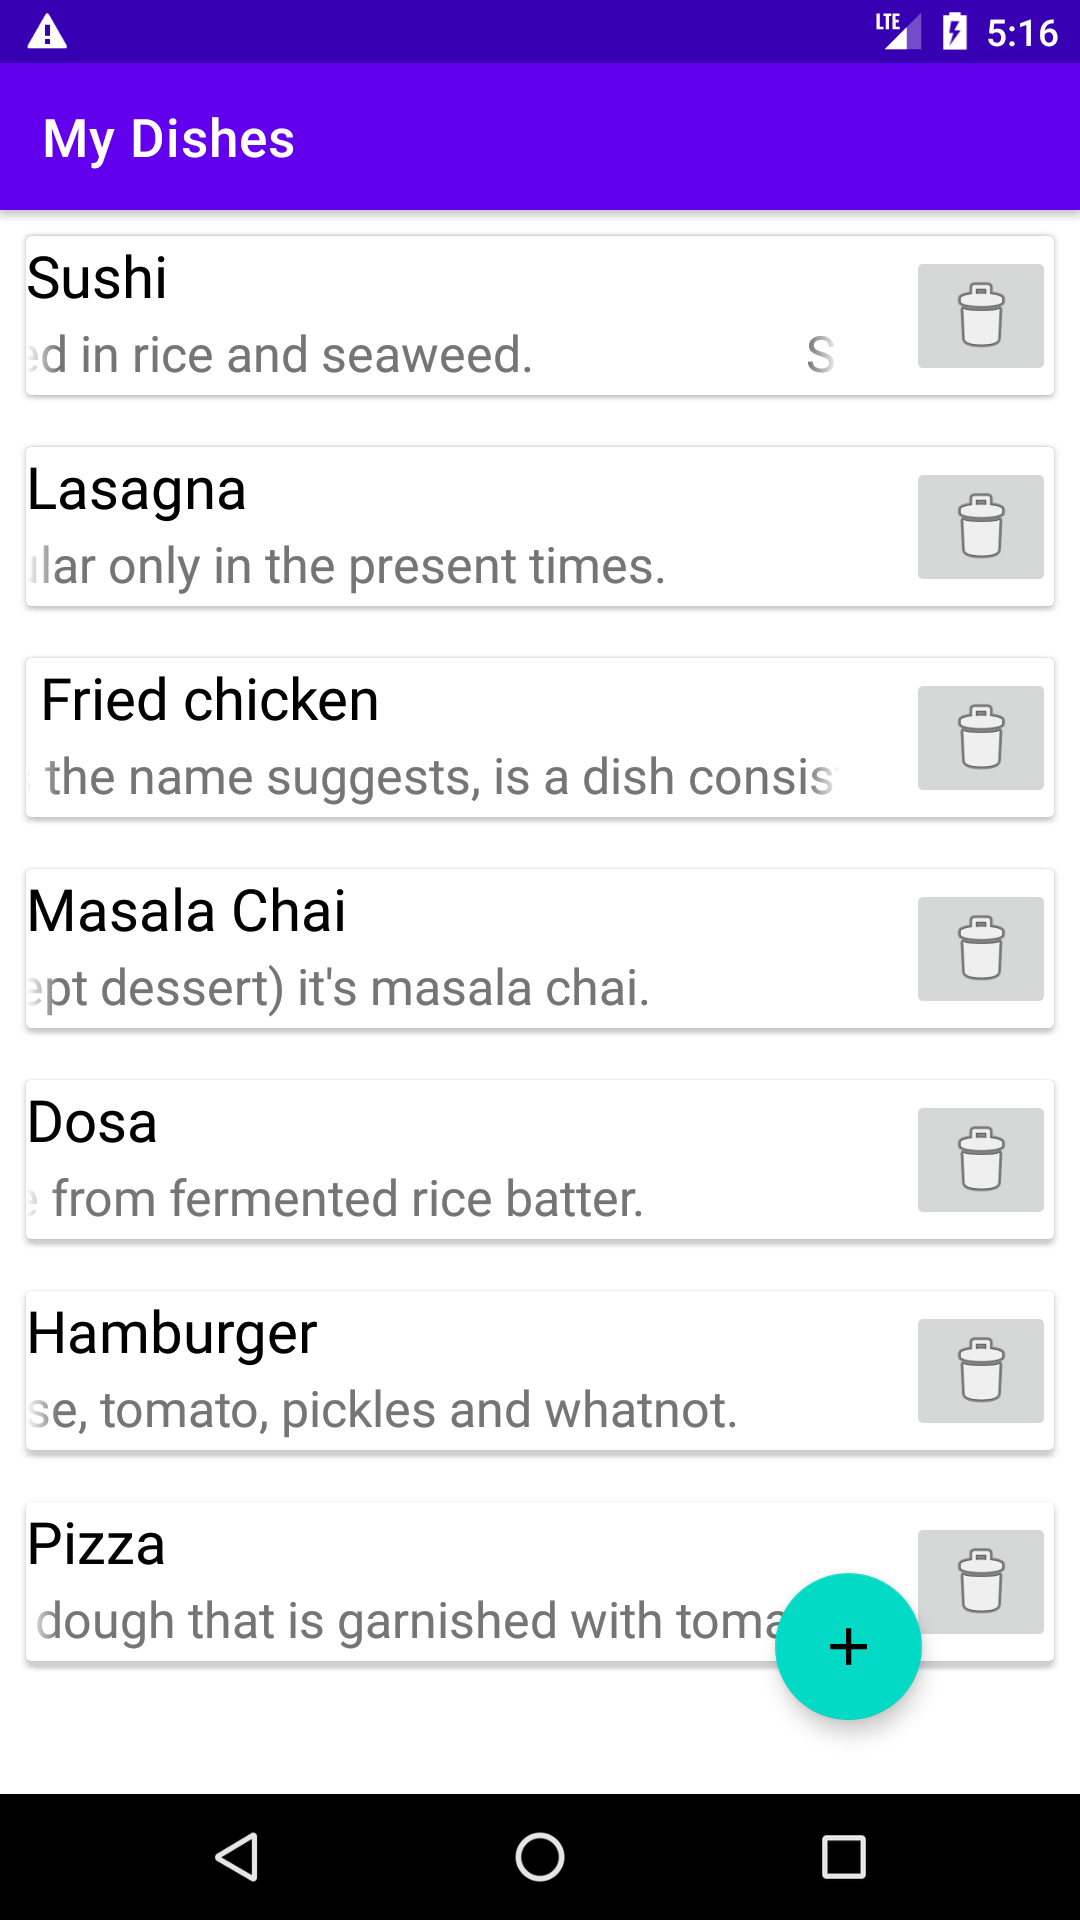 LTE 5:16
My Dishes
Sushi
ed in rice and seaweed. S
Lasagna
ular only in the present times.
Fried chicken
the name suggests, is a dish consis
Masala Chai
ept dessert) it's masala chai.
Dosa
e from fermented rice batter.
Hamburger
se, tomato, pickles and whatnot.
Pizza
dough that is garnished with toma
+